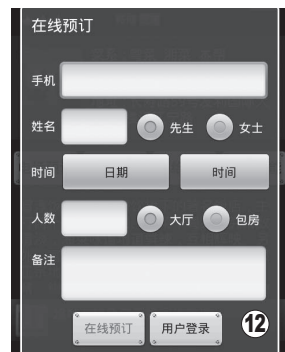 在线预订
手机
姓名 先生 女士
时间 日期 时间
人数 大厅 包房
备注
在线预订 用户登录 12